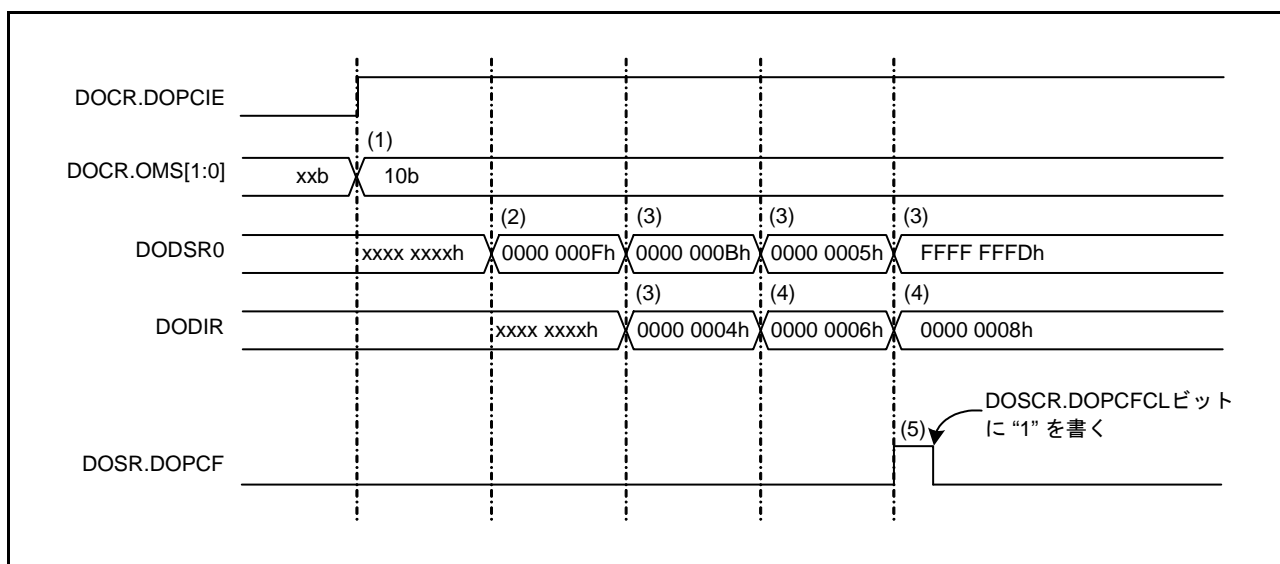 DOCR.DOPCIE
(1)
DOCR.OMS[1:0] xxb 10b
(2) (3) (3) (3)
DODSR0 xxxx xxxxh 0000 000Fh 0000 000Bh 0000 0005h FFFF FFFDh
(3) (4) (4)
DODIR xxxx xxxxh 0000 0004h 0000 0006h 0000 0008h
DOSCR.DOPCFCLビット
(5) に “1” を書く
DOSR.DOPCF